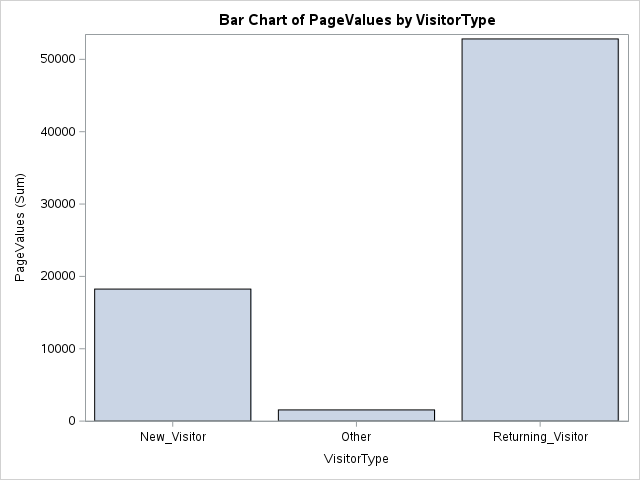 Bar Chart of PageValues by VisitorType
PageValues (Sum)
50000
40000
30000
20000
10000
0
New_Visitor
Other
Returning_Visitor
VisitorType